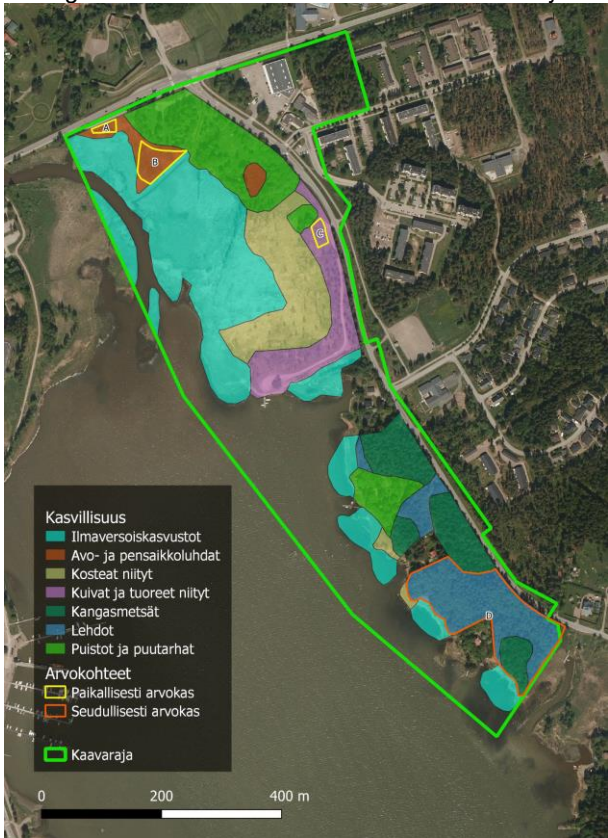 A
B
C
D
Kasvillisuus
Ilmaversoiskasvustot
Avo- ja pensaikkoluhdat
Kosteat niityt
Kuivat ja tuoreet niityt
Kangasmetsät
Lehdot
Puistot ja puutarhat
Arvokohteet
Paikallisesti arvokas
Seudullisesti arvokas
Kaavaraja
0 200 400 m